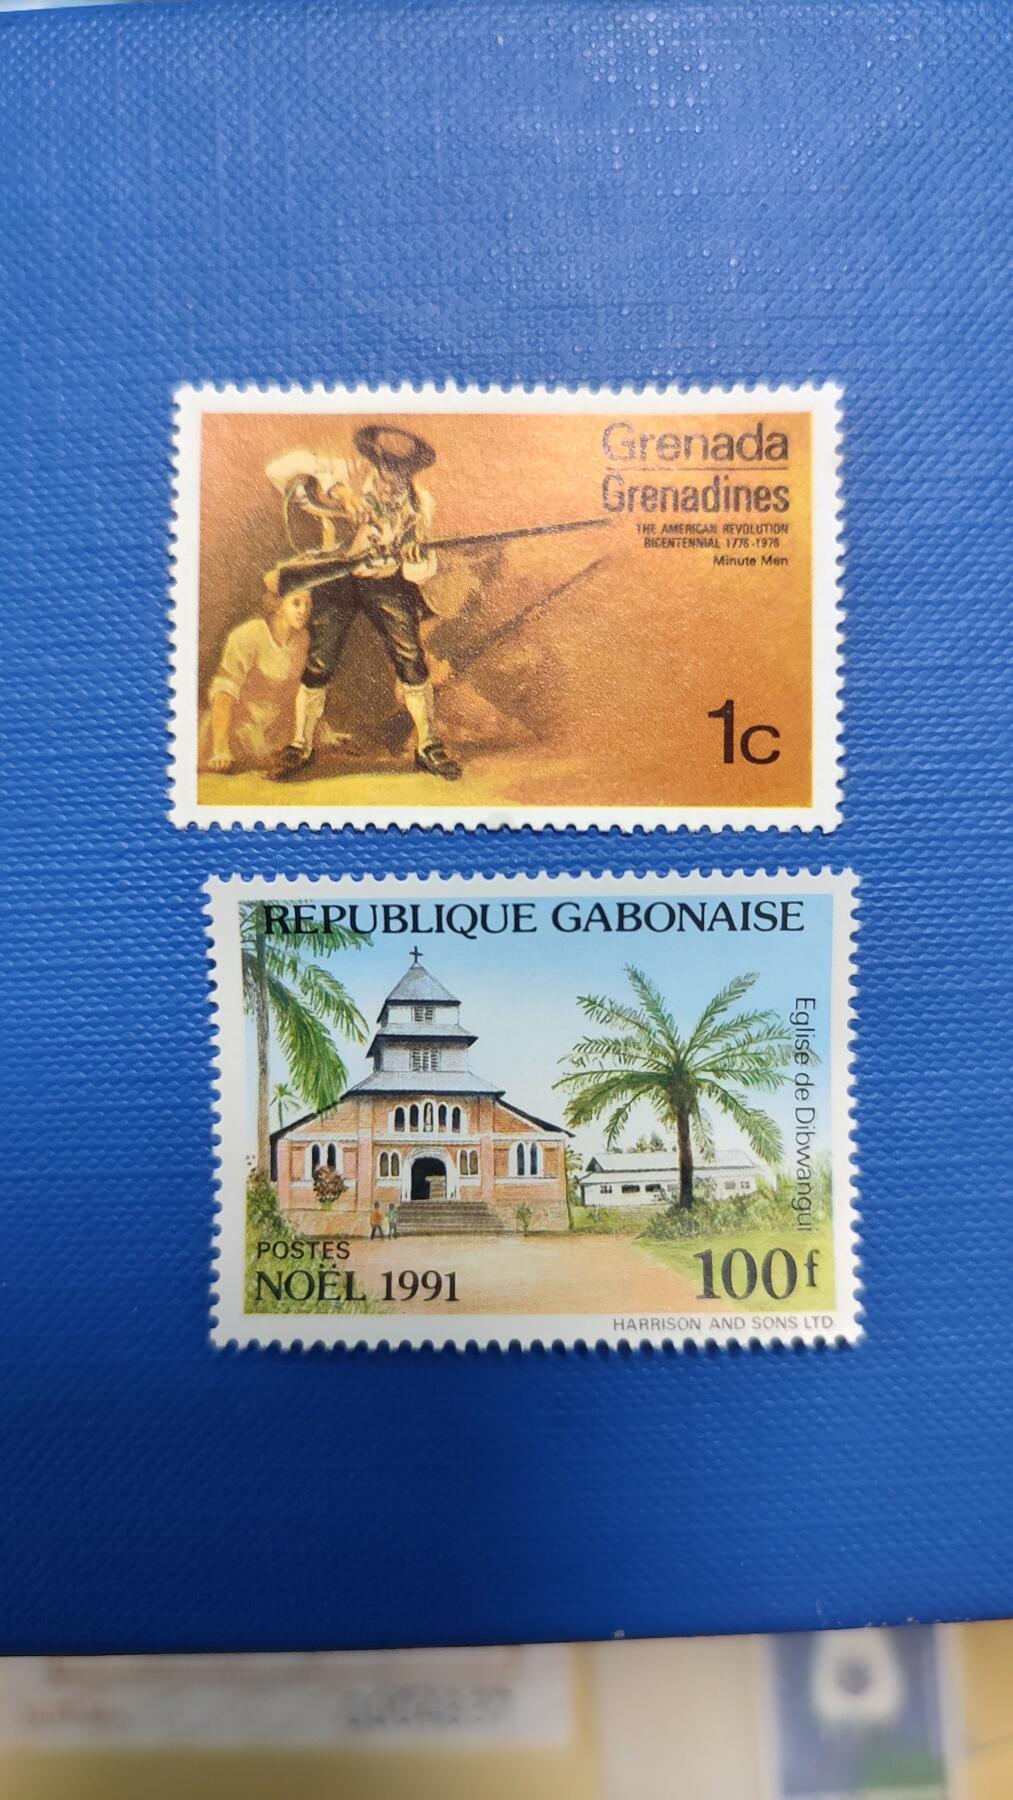 Grenada
Grenadines
THE AMERICAN REVOLUTION
BICENTENNIAL 1776-1976
Minute Men
1c
REPUBLIQUE GABONAISE
Eglise de Dibwangui
POSTES
NOËL 1991
100f
HARRISON AND SONS LTD